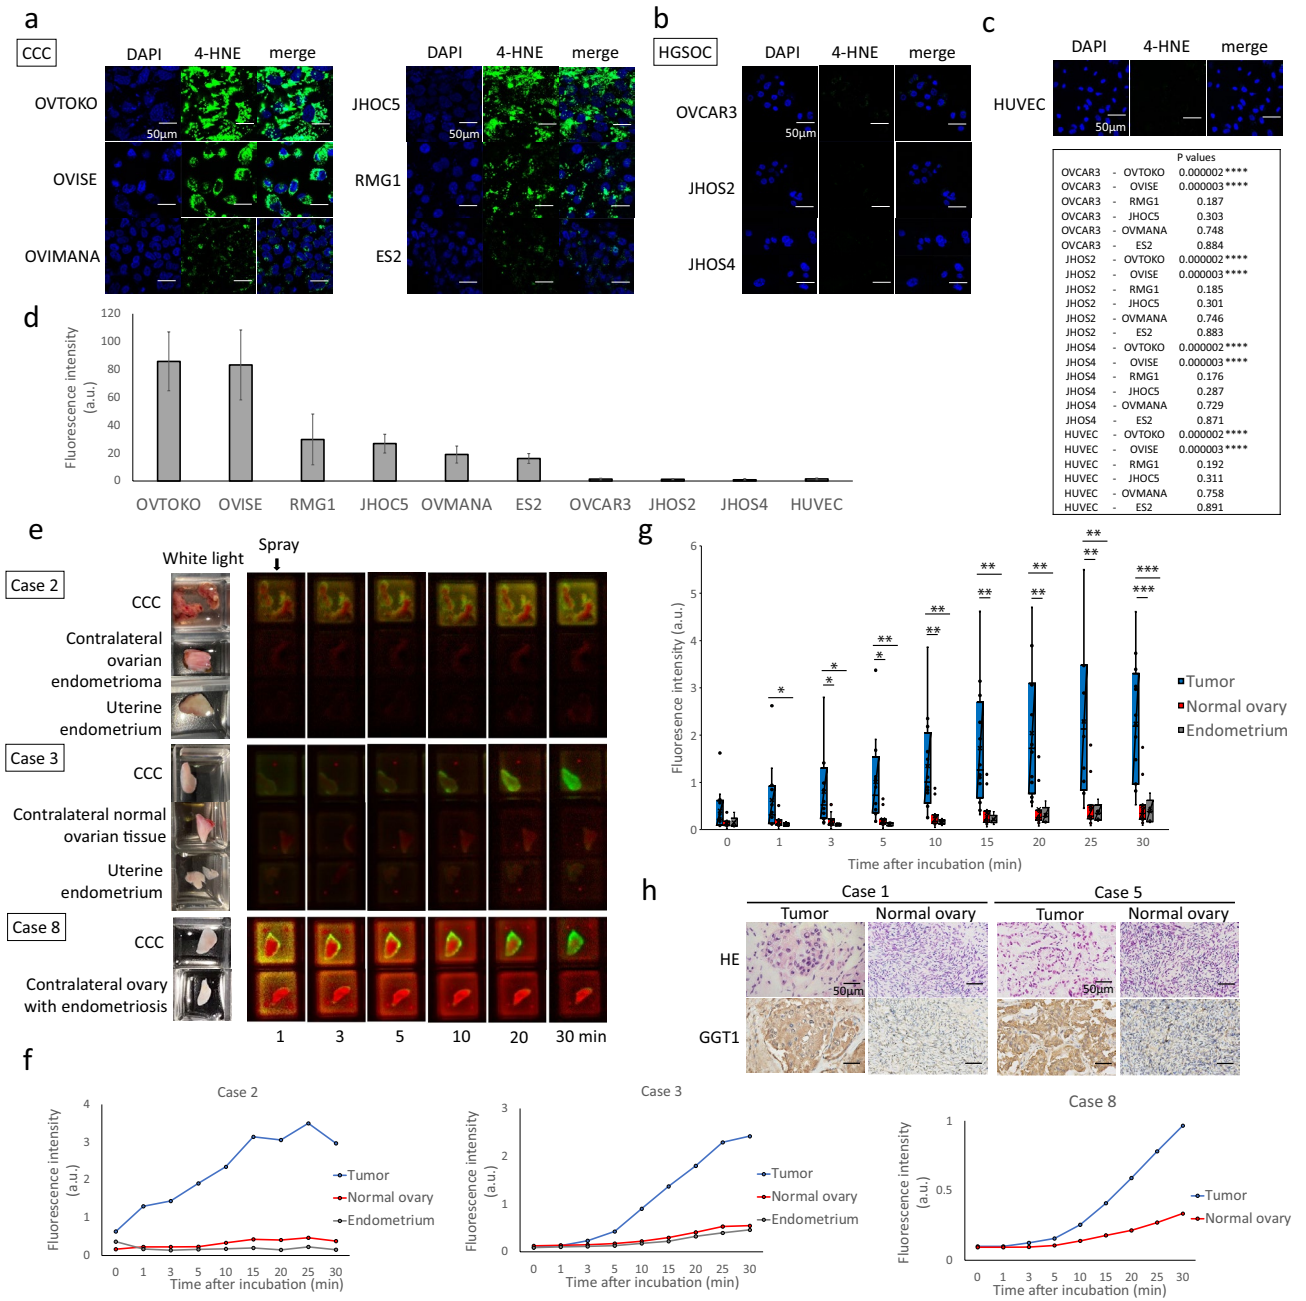 a
CCC
DAPI 4-HNE merge
OVTOKO
50μm
OVISE
OVIMANA
DAPI 4-HNE merge
JHOC5
50μm
RMG1
ES2
b
HGSOC
DAPI 4-HNE merge
OVCAR3
50μm
JHOS2
JHOS4
c
DAPI 4-HNE merge
HUVEC
50μm
P values
OVCAR3 - OVTOKO 0.000002 ****
OVCAR3 - OVISE 0.000003 ****
OVCAR3 - RMG1 0.187
OVCAR3 - JHOC5 0.303
OVCAR3 - OVMANA 0.748
OVCAR3 - ES2 0.884
JHOS2 - OVTOKO 0.000002 ****
JHOS2 - OVISE 0.000003 ****
JHOS2 - RMG1 0.185
JHOS2 - JHOC5 0.301
JHOS2 - OVMANA 0.746
JHOS2 - ES2 0.883
JHOS4 - OVTOKO 0.000002 ****
JHOS4 - OVISE 0.000003 ****
JHOS4 - RMG1 0.176
JHOS4 - JHOC5 0.287
JHOS4 - OVMANA 0.729
JHOS4 - ES2 0.871
HUVEC - OVTOKO 0.000002 ****
HUVEC - OVISE 0.000003 ****
HUVEC - RMG1 0.192
HUVEC - JHOC5 0.311
HUVEC - OVMANA 0.758
HUVEC - ES2 0.891
d
Fluorescence intensity
(a.u.)
120
100
80
60
40
20
0
OVTOKO OVISE RMG1 JHOC5 OVMANA ES2 OVCAR3 JHOS2 JHOS4 HUVEC
e
White light
Spray
Case 2
CCC
Contralateral
ovarian
endometrioma
Uterine
endometrium
Case 3
CCC
Contralateral normal
ovarian tissue
Uterine
endometrium
Case 8
CCC
Contralateral ovary
with endometriosis
1 3 5 10 20 30 min
g
Fluoresence intensity (a.u.)
6
5
4
3
2
1
0
*
*
*
**
*
**
**
**
**
**
**
**
**
***
***
0 1 3 5 10 15 20 25 30
Time after incubation (min)
Tumor
Normal ovary
Endometrium
h
Case 1 Case 5
Tumor Normal ovary Tumor Normal ovary
HE
50μm
50μm
GGT1
f
Case 2
Fluorescence intensity
(a.u.)
4
3
2
1
0
0 1 3 5 10 15 20 25 30
Time after incubation (min)
Tumor
Normal ovary
Endometrium
Case 3
Fluorescence intensity
(a.u.)
3
2
1
0
0 1 3 5 10 15 20 25 30
Time after incubation (min)
Tumor
Normal ovary
Endometrium
Case 8
Fluorescence intensity
(a.u.)
1
0.5
0
0 1 3 5 10 15 20 25 30
Time after incubation (min)
Tumor
Normal ovary